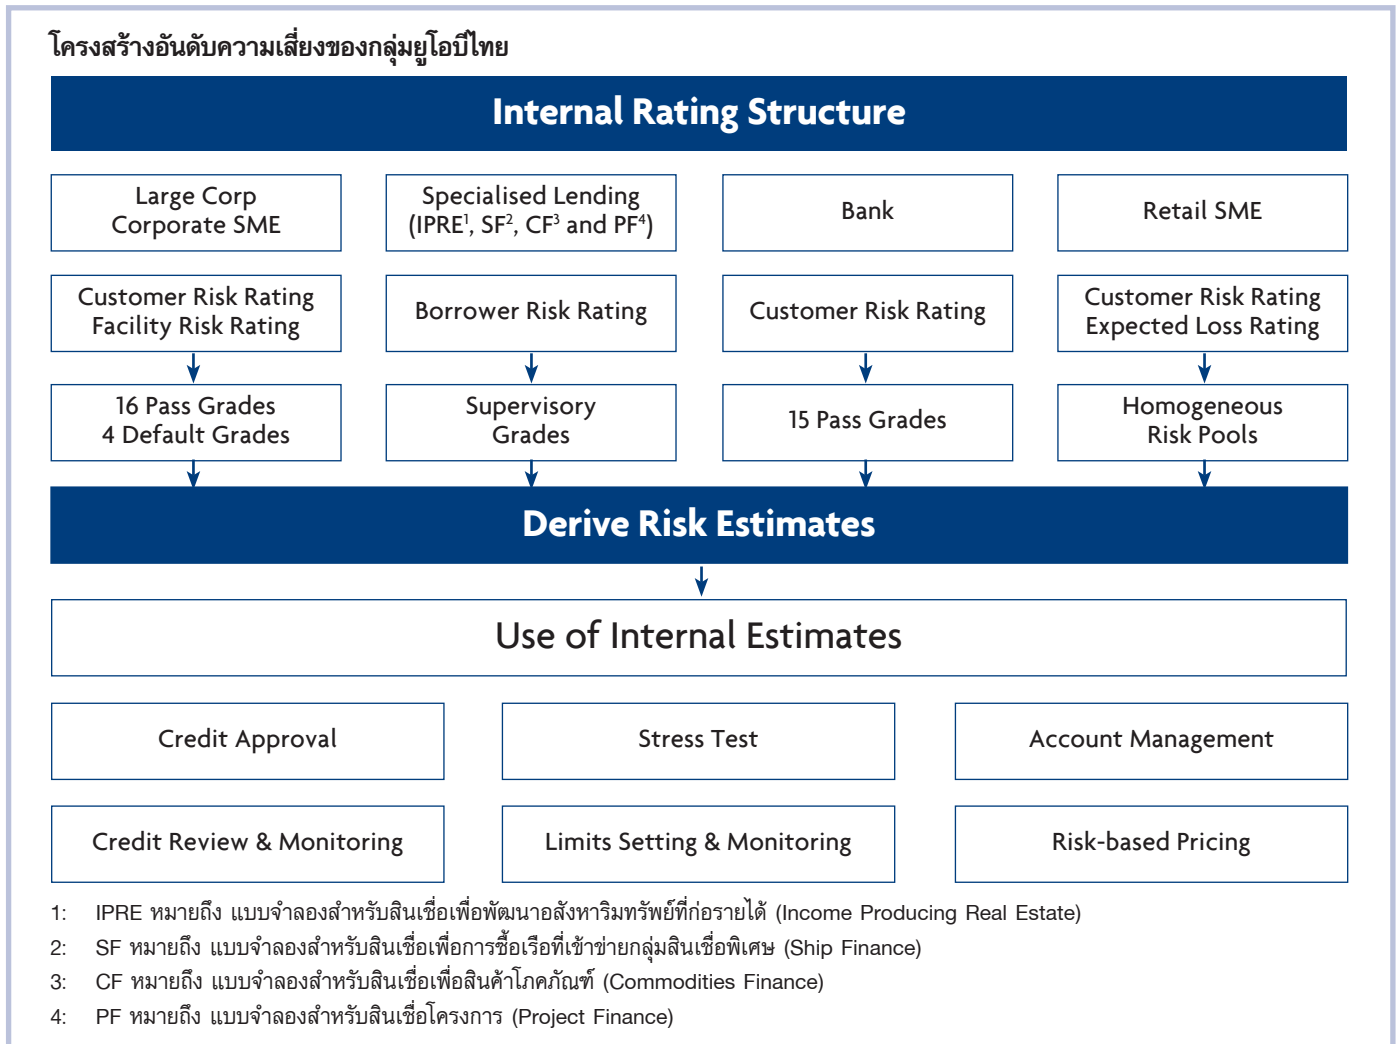 โครงสร้างอันดับความเสี่ยงของกลุ่มยูโอบีไทย
Internal Rating Structure
Large Corp
Corporate SME
Specialised Lending
(IPRE¹, SF², CF³ and PF⁴)
Bank
Retail SME
Customer Risk Rating
Facility Risk Rating
Borrower Risk Rating
Customer Risk Rating
Customer Risk Rating
Expected Loss Rating
16 Pass Grades
4 Default Grades
Supervisory
Grades
15 Pass Grades
Homogeneous
Risk Pools
Derive Risk Estimates
Use of Internal Estimates
Credit Approval
Stress Test
Account Management
Credit Review & Monitoring
Limits Setting & Monitoring
Risk-based Pricing
1: IPRE หมายถึง แบบจำลองสำหรับสินเชื่อเพื่อพัฒนาอสังหาริมทรัพย์ที่ก่อรายได้ (Income Producing Real Estate)
2: SF หมายถึง แบบจำลองสำหรับสินเชื่อเพื่อการซื้อเรือที่เข้าข่ายกลุ่มสินเชื่อพิเศษ (Ship Finance)
3: CF หมายถึง แบบจำลองสำหรับสินเชื่อเพื่อสินค้าโภคภัณฑ์ (Commodities Finance)
4: PF หมายถึง แบบจำลองสำหรับสินเชื่อโครงการ (Project Finance)